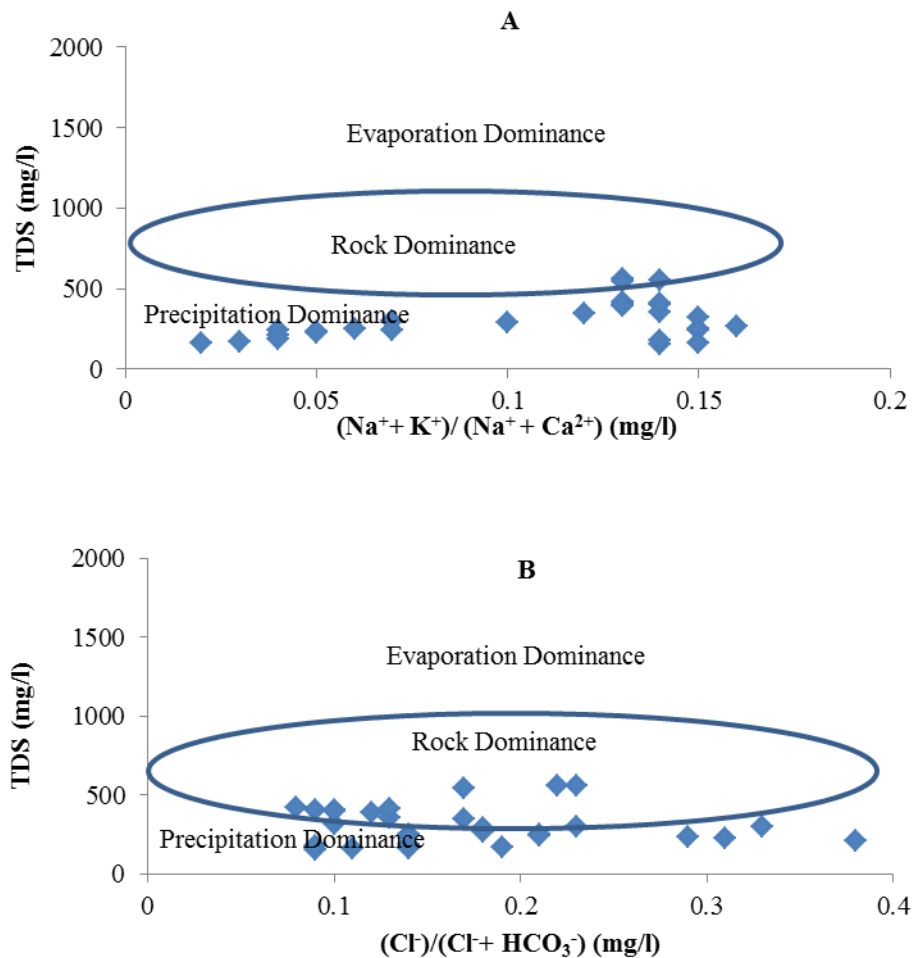 A
2000
1500
1000
500
0
TDS (mg/l)
Evaporation Dominance
Rock Dominance
Precipitation Dominance
0 0.05 0.1 0.15 0.2
(Na⁺+ K⁺)/ (Na⁺ + Ca²⁺) (mg/l)
B
2000
1500
1000
500
0
TDS (mg/l)
Evaporation Dominance
Rock Dominance
Precipitation Dominance
0 0.1 0.2 0.3 0.4
(Cl⁻)/(Cl⁻+ HCO₃⁻) (mg/l)